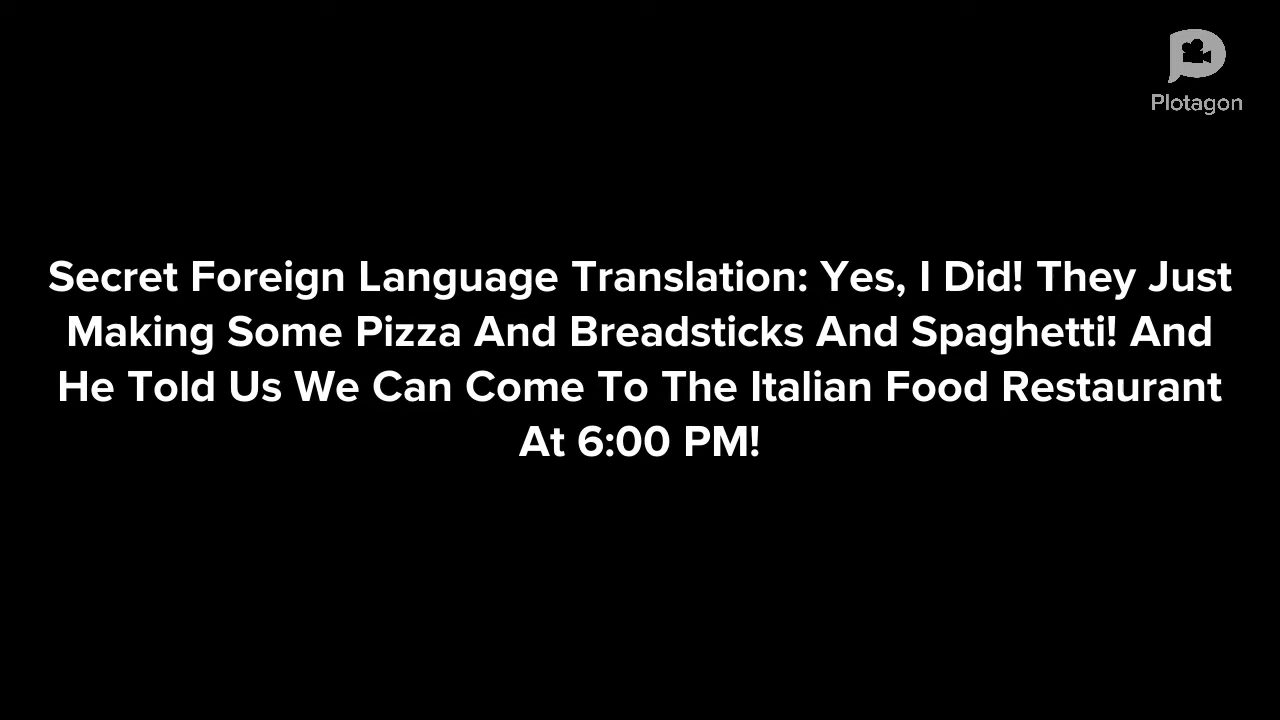 Plotagon
Secret Foreign Language Translation: Yes, I Did! They Just
Making Some Pizza And Breadsticks And Spaghetti! And
He Told Us We Can Come To The Italian Food Restaurant
At 6:00 PM!